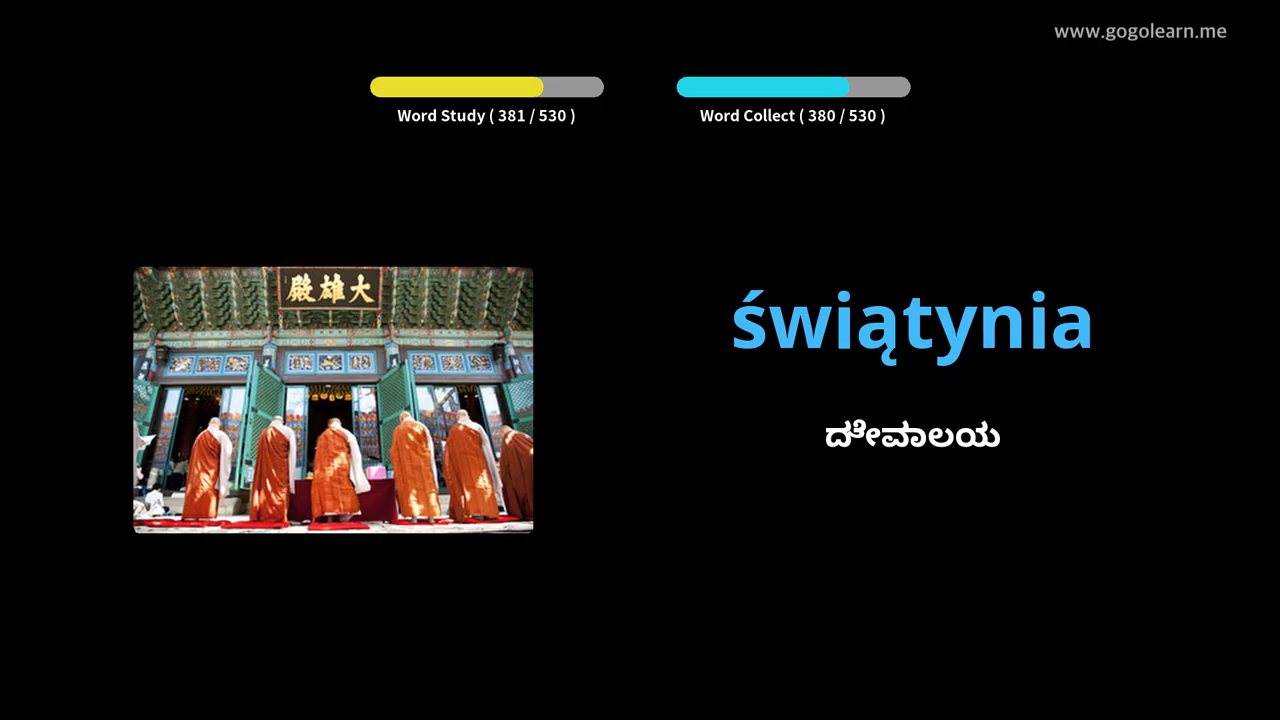 www.gogolearn.me
Word Study ( 381 / 530 )
Word Collect ( 380 / 530 )
殿雄大
świątynia
ದೇವಾಲಯ